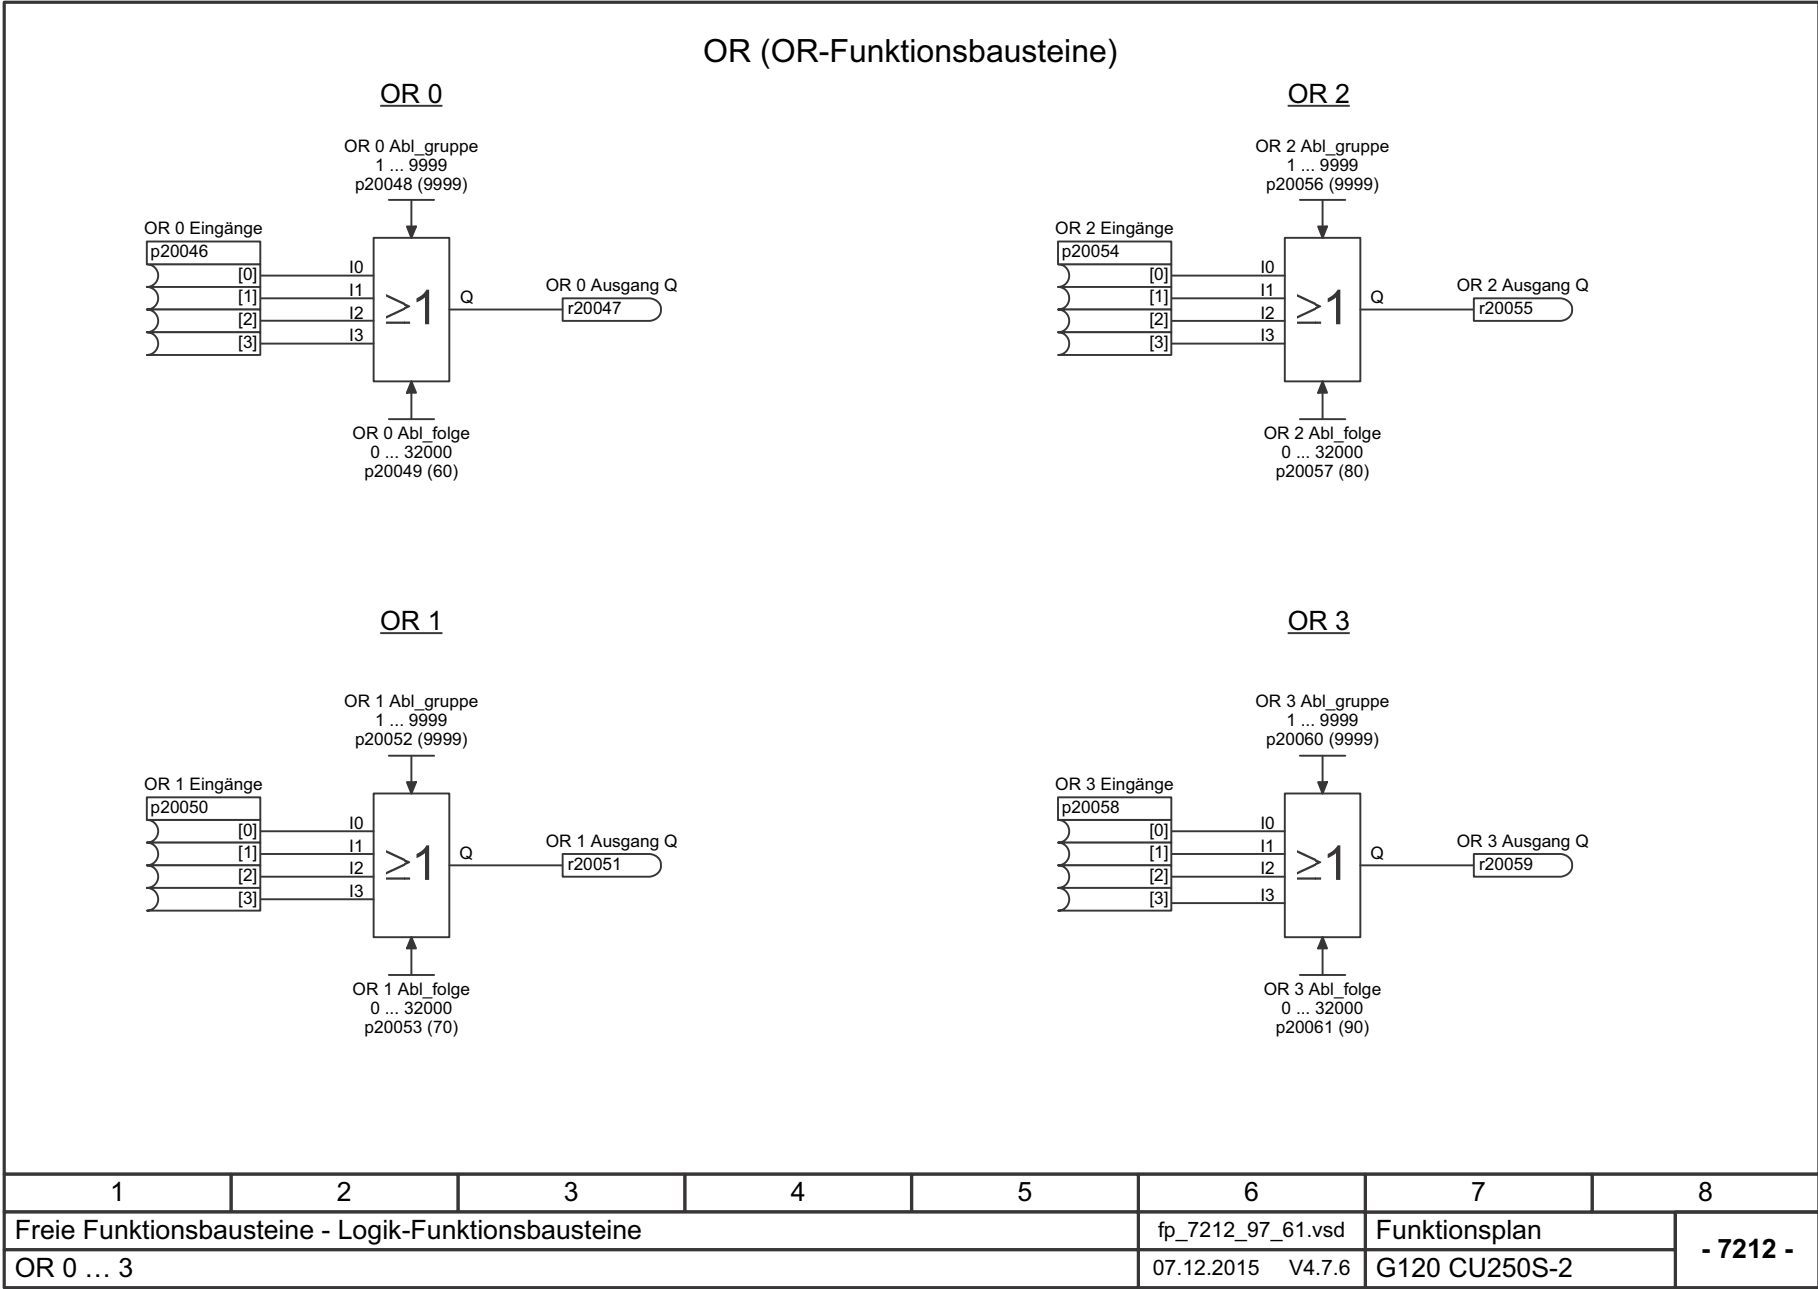 OR (OR-Funktionsbausteine)
OR 0
OR 0 Abl_gruppe
1 ... 9999
p20048 (9999)
OR 0 Eingänge
p20046
[0] I0
[1] I1
[2] I2
[3] I3
≥1
Q
OR 0 Ausgang Q
r20047
OR 0 Abl_folge
0 ... 32000
p20049 (60)
OR 2
OR 2 Abl_gruppe
1 ... 9999
p20056 (9999)
OR 2 Eingänge
p20054
[0] I0
[1] I1
[2] I2
[3] I3
≥1
Q
OR 2 Ausgang Q
r20055
OR 2 Abl_folge
0 ... 32000
p20057 (80)
OR 1
OR 1 Abl_gruppe
1 ... 9999
p20052 (9999)
OR 1 Eingänge
p20050
[0] I0
[1] I1
[2] I2
[3] I3
≥1
Q
OR 1 Ausgang Q
r20051
OR 1 Abl_folge
0 ... 32000
p20053 (70)
OR 3
OR 3 Abl_gruppe
1 ... 9999
p20060 (9999)
OR 3 Eingänge
p20058
[0] I0
[1] I1
[2] I2
[3] I3
≥1
Q
OR 3 Ausgang Q
r20059
OR 3 Abl_folge
0 ... 32000
p20061 (90)
1 2 3 4 5 6 7 8
Freie Funktionsbausteine - Logik-Funktionsbausteine fp_7212_97_61.vsd Funktionsplan
- 7212 -
OR 0 … 3 07.12.2015 V4.7.6 G120 CU250S-2